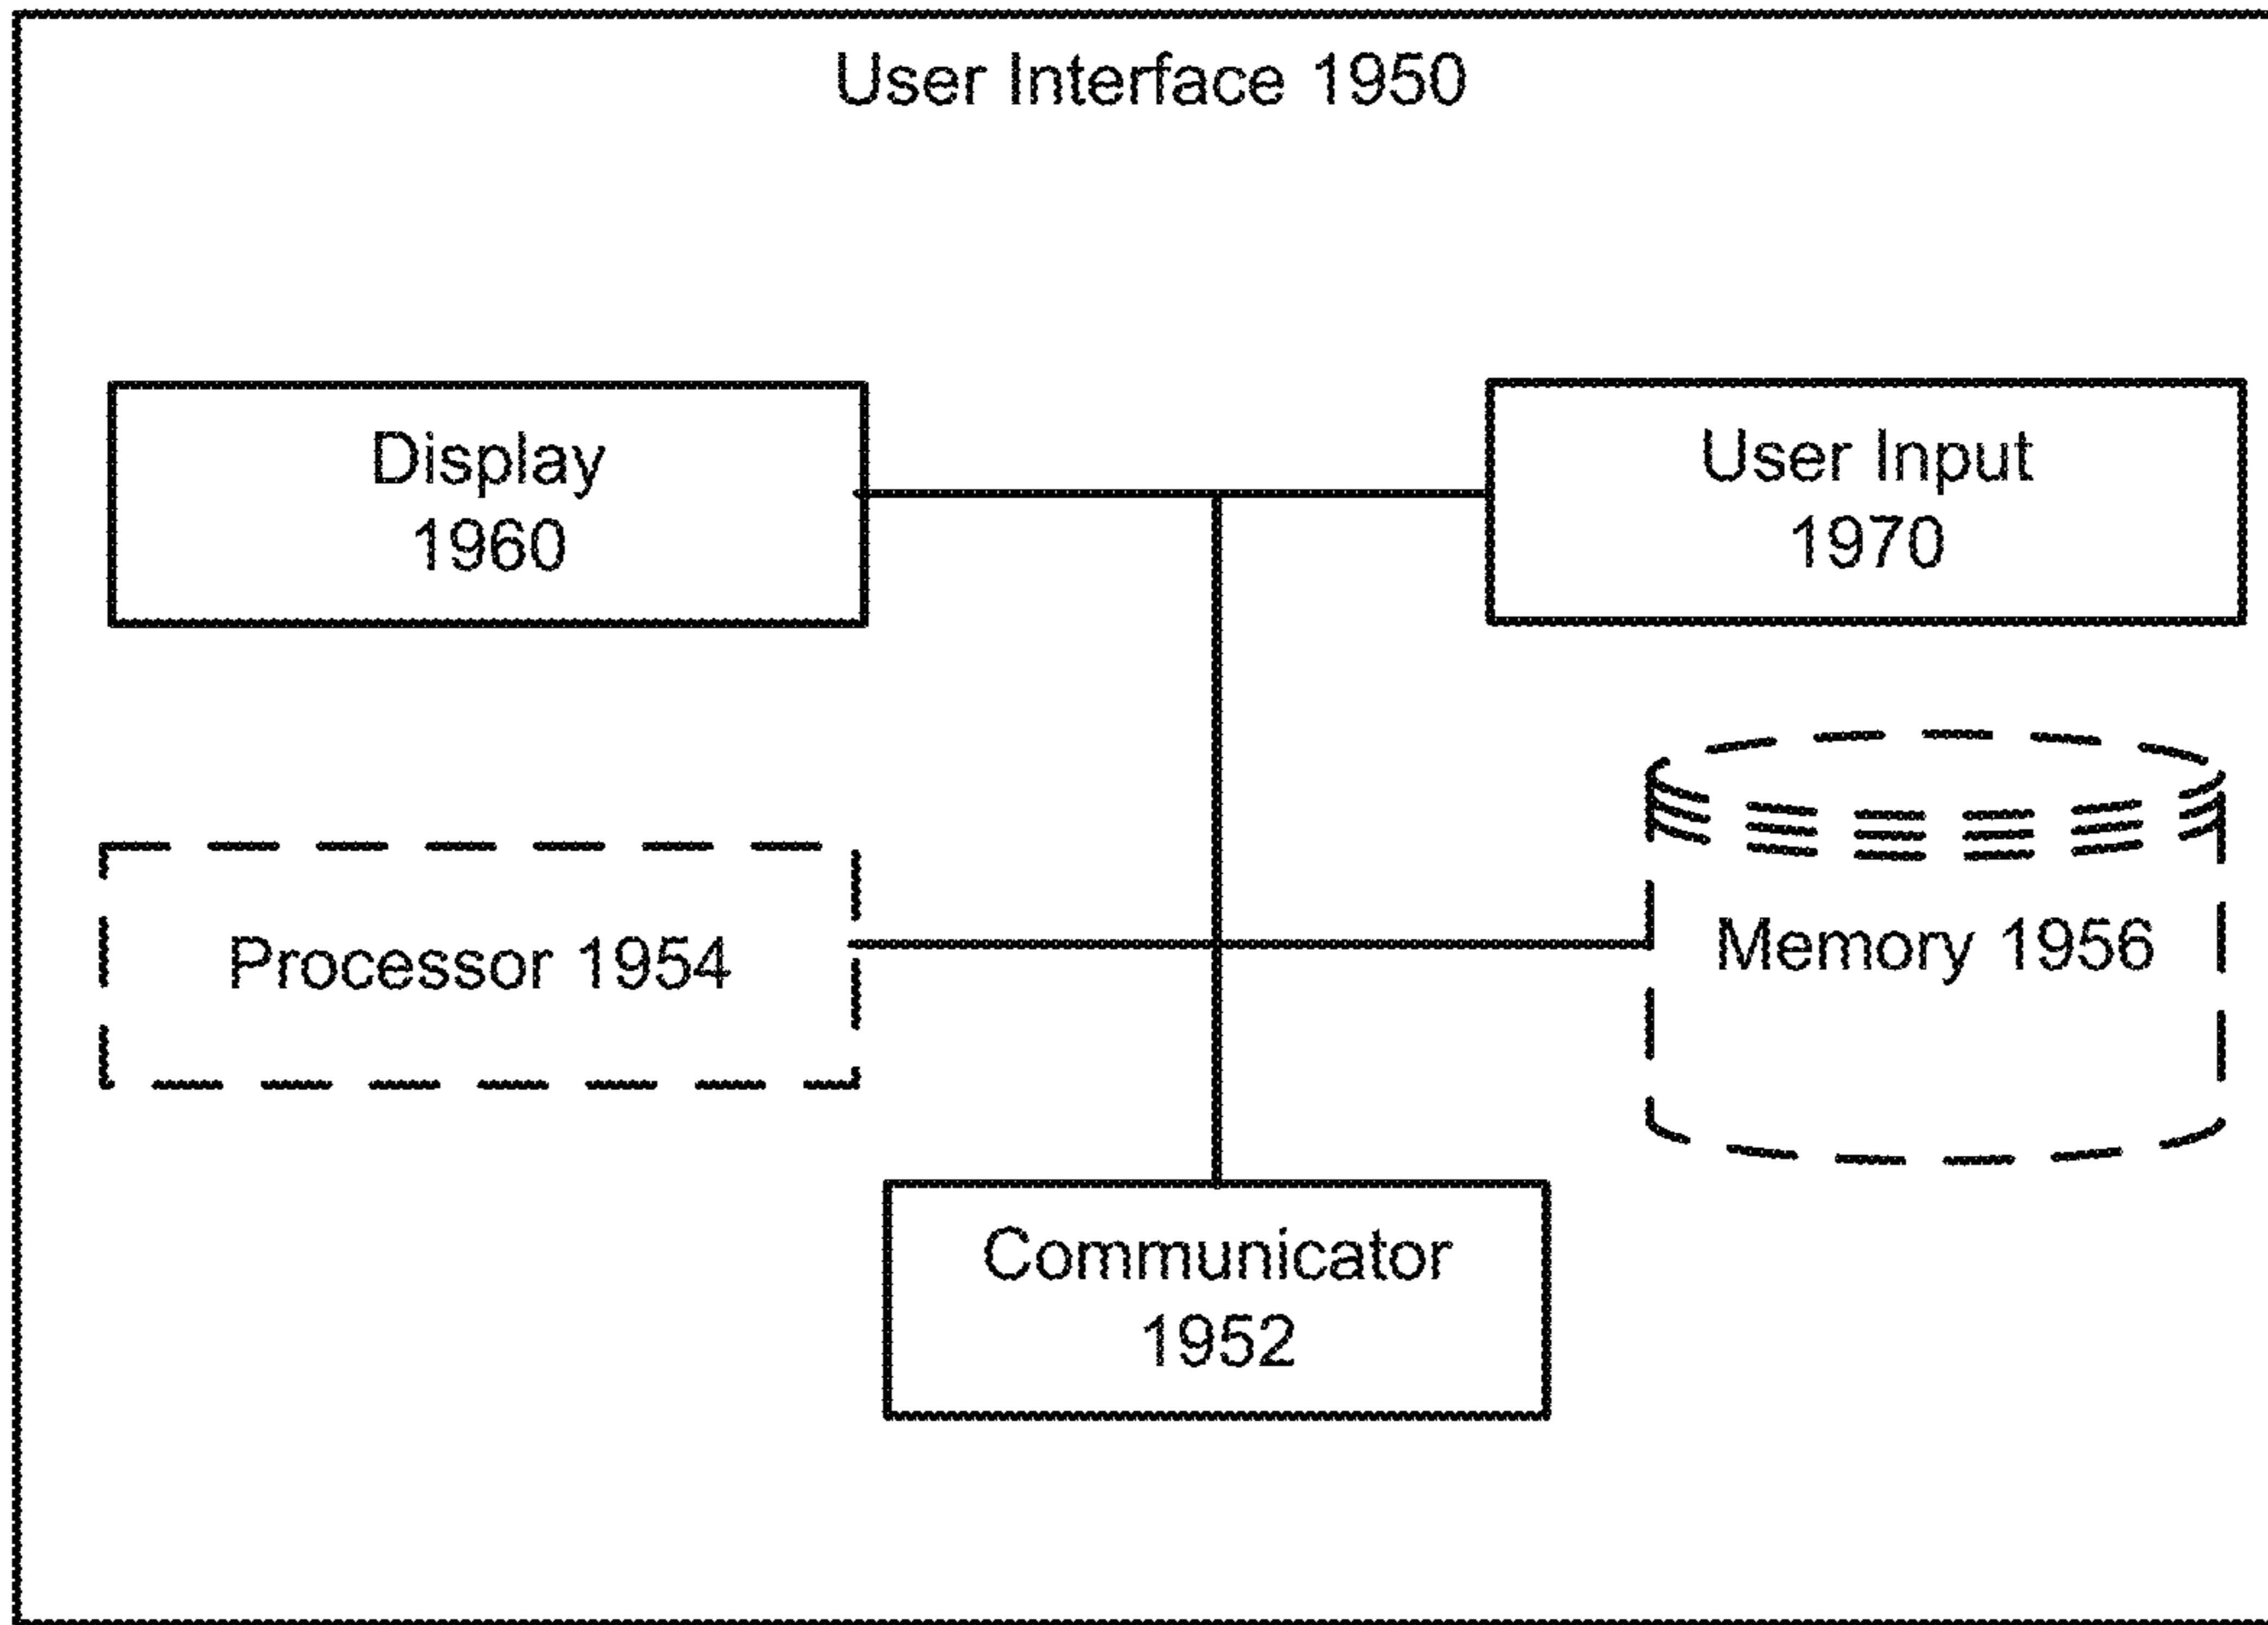 User Interface 1950
Display
1960
User Input
1970
Processor 1954
Memory 1956
Communicator
1952